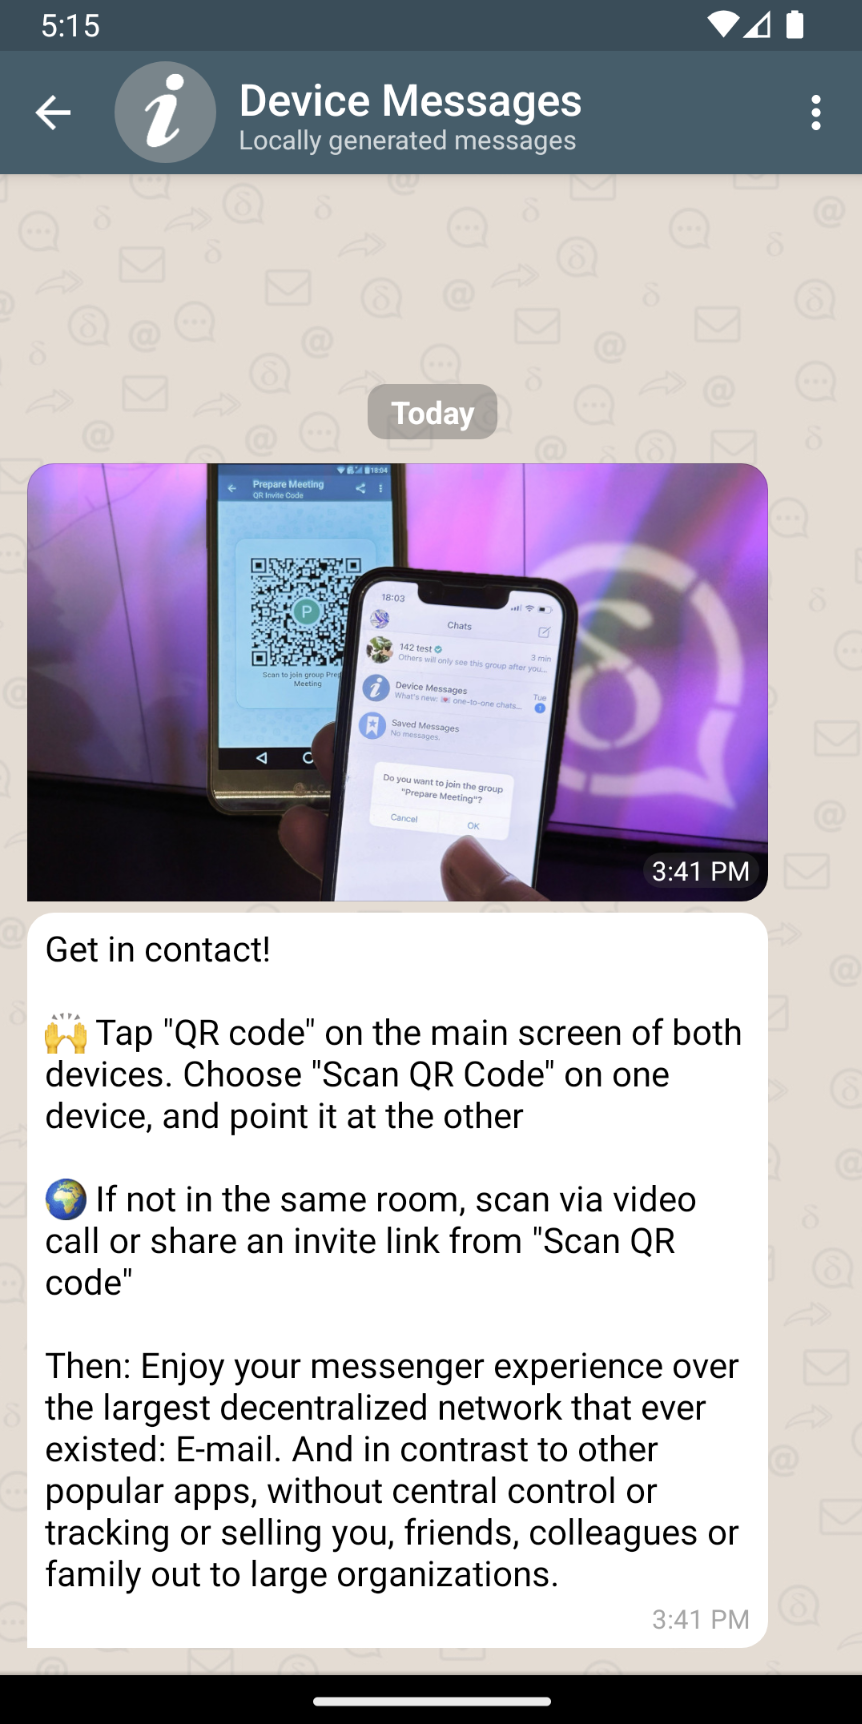 5:15
Device Messages
Locally generated messages
Today
18:04
Prepare Meeting
QR Invite Code
P
Scan to join group Prep
Meeting
18:03
Chats
142 test
3 min
Others will only see this group after you...
Device Messages
Tue
What's new: 💌 one-to-one chats...
Saved Messages
No messages.
Do you want to join the group
"Prepare Meeting"?
Cancel
OK
3:41 PM
Get in contact!
🙌 Tap "QR code" on the main screen of both
devices. Choose "Scan QR Code" on one
device, and point it at the other
🌍 If not in the same room, scan via video
call or share an invite link from "Scan QR
code"
Then: Enjoy your messenger experience over
the largest decentralized network that ever
existed: E-mail. And in contrast to other
popular apps, without central control or
tracking or selling you, friends, colleagues or
family out to large organizations.
3:41 PM